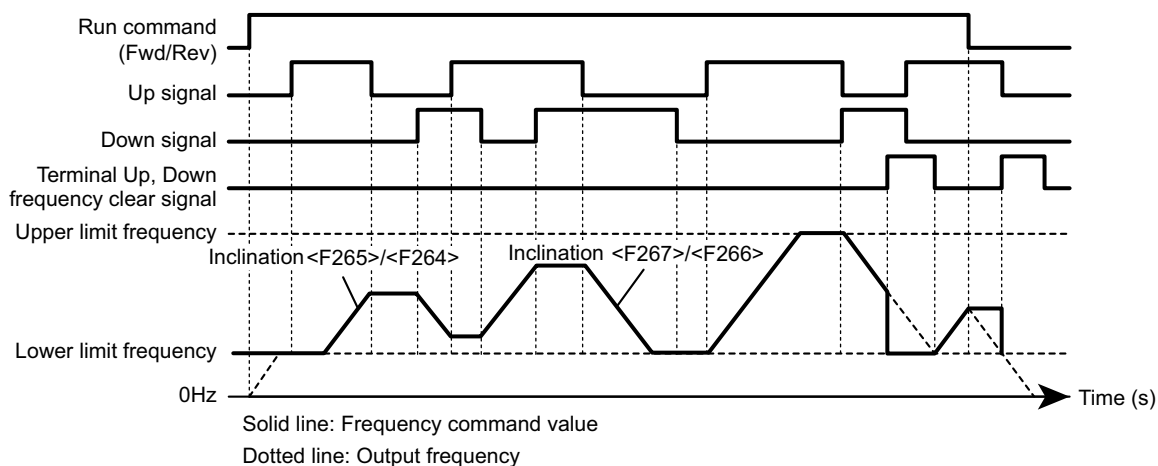 Run command
(Fwd/Rev)
Up signal
Down signal
Terminal Up, Down
frequency clear signal
Upper limit frequency
Inclination <F265>/<F264>
Inclination <F267>/<F266>
Lower limit frequency
0Hz
Time (s)
Solid line: Frequency command value
Dotted line: Output frequency